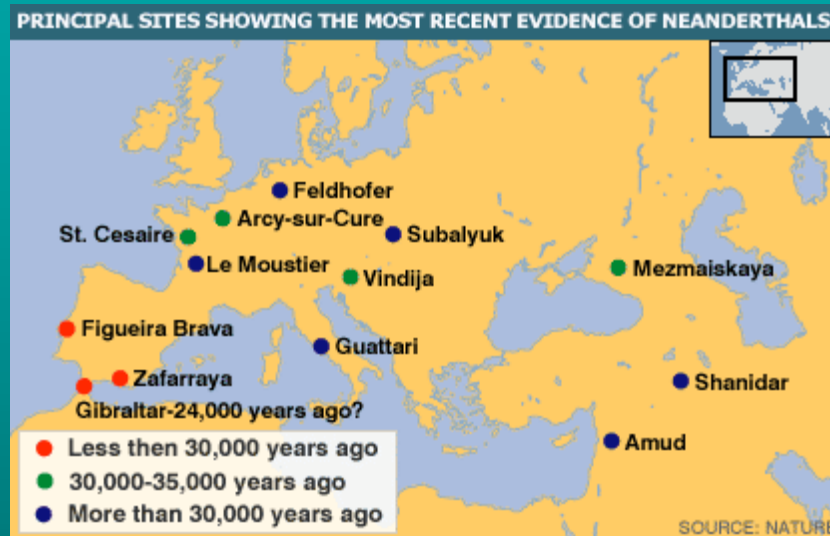 PRINCIPAL SITES SHOWING THE MOST RECENT EVIDENCE OF NEANDERTHALS
Feldhofer
Arcy-sur-Cure
St. Cesaire
Subalyuk
Le Moustier
Mezmaiskaya
Vindija
Figueira Brava
Guattari
Zafarraya
Shanidar
Gibraltar-24,000 years ago?
Amud
Less then 30,000 years ago
30,000-35,000 years ago
More than 30,000 years ago
SOURCE: NATURE